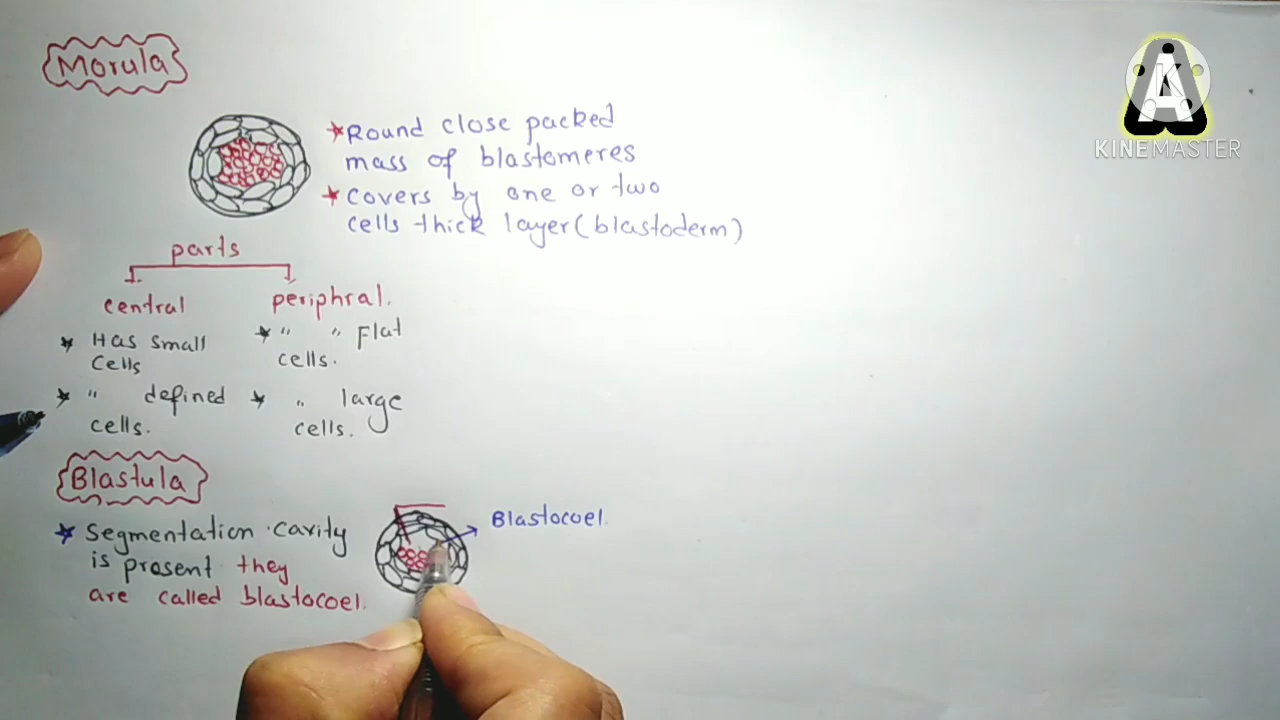 Morula
★ Round close packed
mass of blastomeres
★ Covers by one or two
cells thick layer (blastoderm)
parts
central
periphral.
★ Has small
cells
★ " defined
cells.
★ " " Flat
cells.
★ " large
cells.
Blastula
★ Segmentation cavity
is present they
are called blastocoel.
Blastocoel.
A
K
KINEMASTER